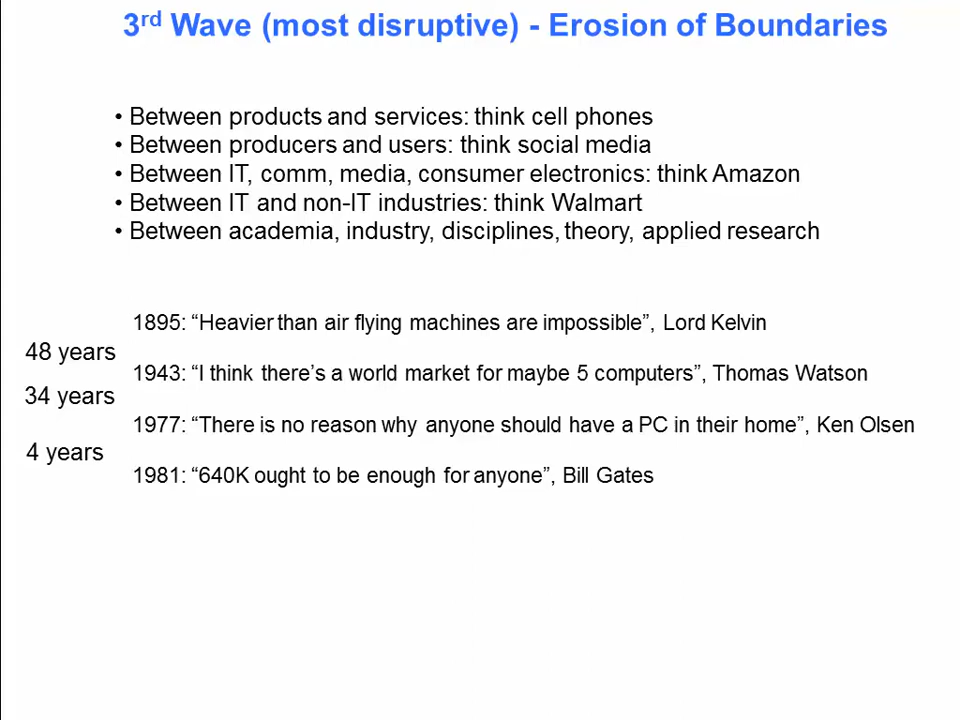 3rd Wave (most disruptive) - Erosion of Boundaries
• Between products and services: think cell phones
• Between producers and users: think social media
• Between IT, comm, media, consumer electronics: think Amazon
• Between IT and non-IT industries: think Walmart
• Between academia, industry, disciplines, theory, applied research
1895: “Heavier than air flying machines are impossible”, Lord Kelvin
48 years
1943: “I think there’s a world market for maybe 5 computers”, Thomas Watson
34 years
1977: “There is no reason why anyone should have a PC in their home”, Ken Olsen
4 years
1981: “640K ought to be enough for anyone”, Bill Gates